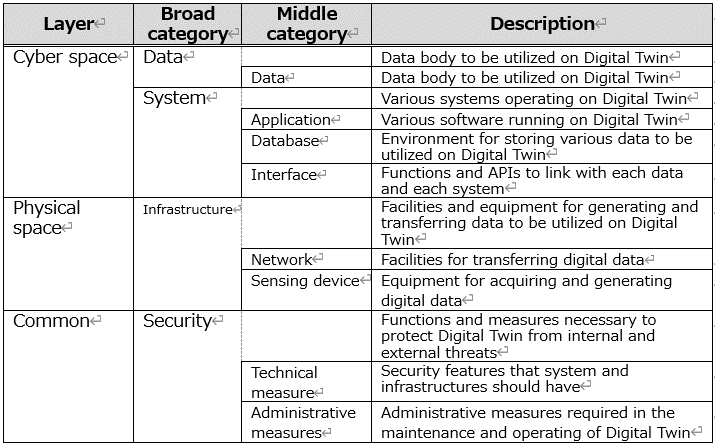 Layer Broad category Middle category Description
Cyber space Data Data body to be utilized on Digital Twin
Data Data body to be utilized on Digital Twin
System Various systems operating on Digital Twin
Application Various software running on Digital Twin
Database Environment for storing various data to be
utilized on Digital Twin
Interface Functions and APIs to link with each data
and each system
Physical
space Infrastructure Facilities and equipment for generating and
transferring data to be utilized on Digital
Twin
Network Facilities for transferring digital data
Sensing device Equipment for acquiring and generating
digital data
Common Security Functions and measures necessary to
protect Digital Twin from internal and
external threats
Technical
measure Security features that system and
infrastructures should have
Administrative
measures Administrative measures required in the
maintenance and operating of Digital Twin